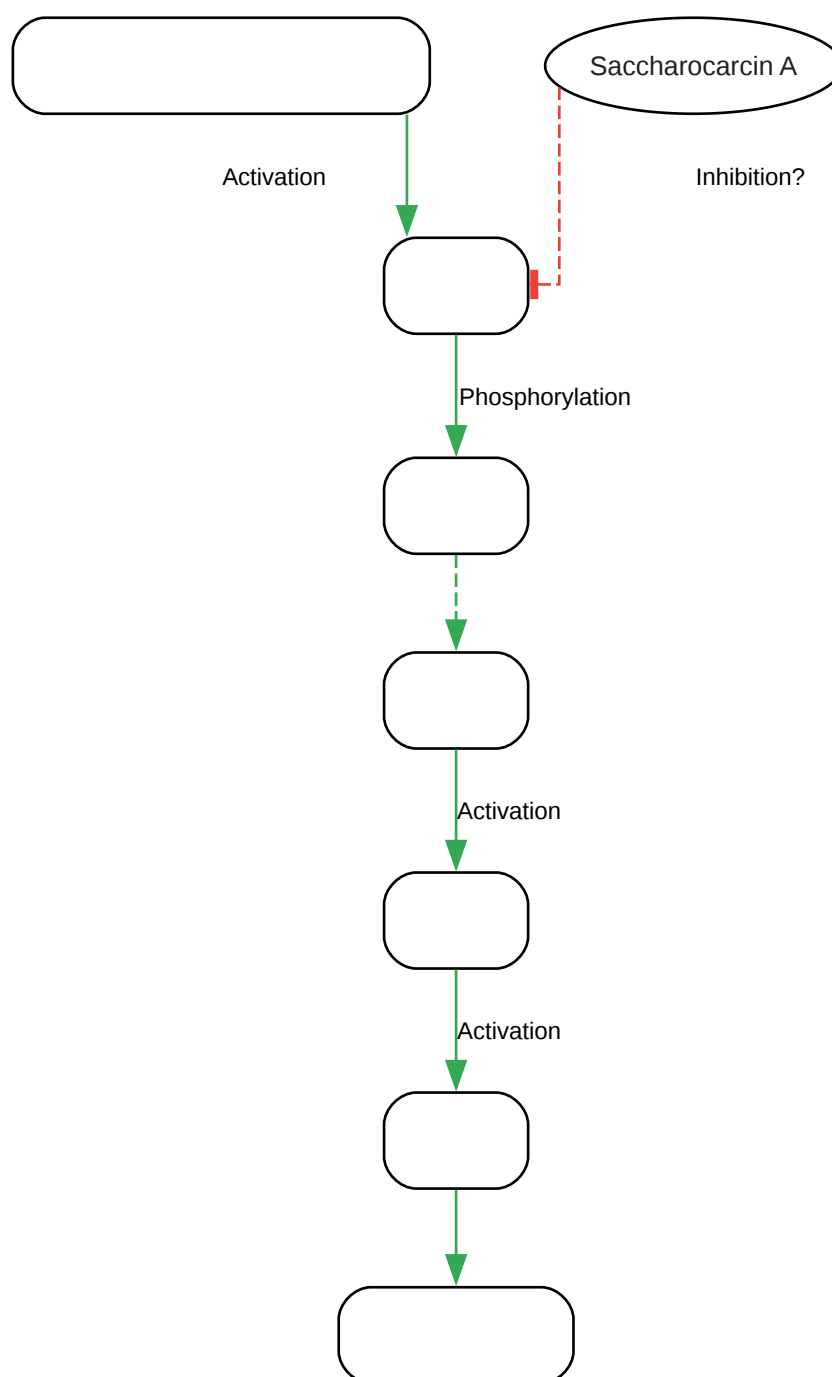 Saccharocarcin A
Activation
Inhibition?
Phosphorylation
Activation
Activation